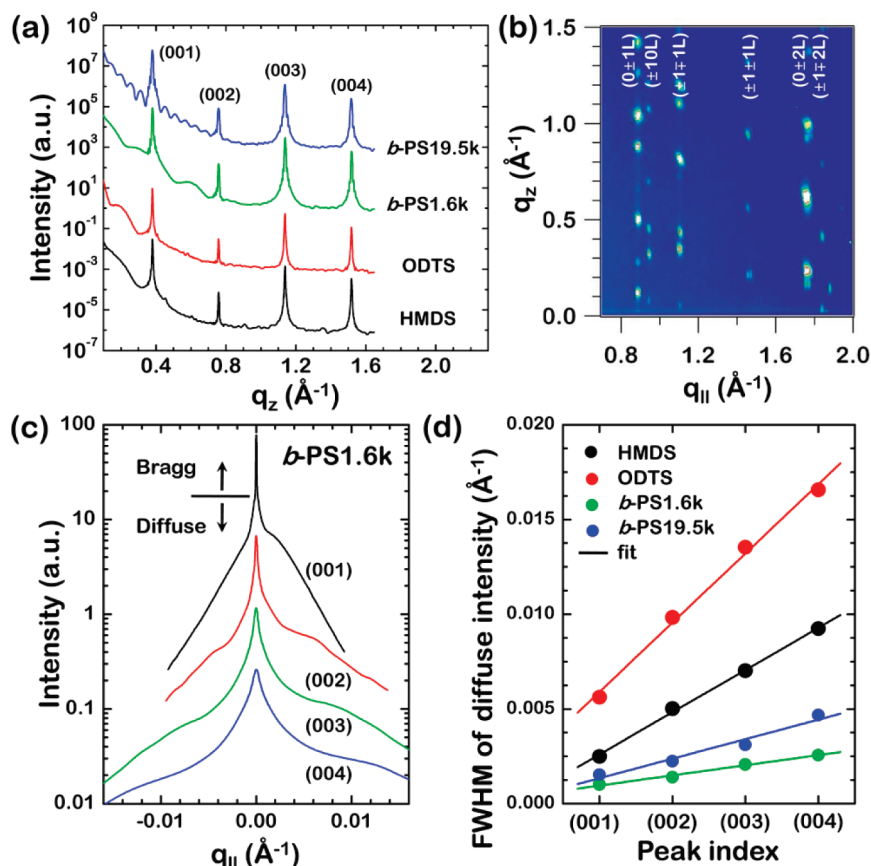 (a)
10⁹
10⁷
10⁵
10³
10¹
10⁻¹
10⁻³
10⁻⁵
10⁻⁷
Intensity (a.u.)
(001)
(002)
(003)
(004)
b-PS19.5k
b-PS1.6k
ODTS
HMDS
0.4 0.8 1.2 1.6 2.0
q_z (Å⁻¹)
(b)
1.5
1.0
0.5
0.0
q_z (Å⁻¹)
(0±1L)
(±10L)
(±1∓1L)
(±1±1L)
(0±2L)
(±1∓2L)
0.8 1.2 1.6 2.0
q_II (Å⁻¹)
(c)
100
10
1
0.1
0.01
Intensity (a.u.)
b-PS1.6k
Bragg
Diffuse
(001)
(002)
(003)
(004)
-0.01 0.00 0.01
q_II (Å⁻¹)
(d)
0.020
0.015
0.010
0.005
0.000
FWHM of diffuse intensity (Å⁻¹)
HMDS
ODTS
b-PS1.6k
b-PS19.5k
fit
(001) (002) (003) (004)
Peak index